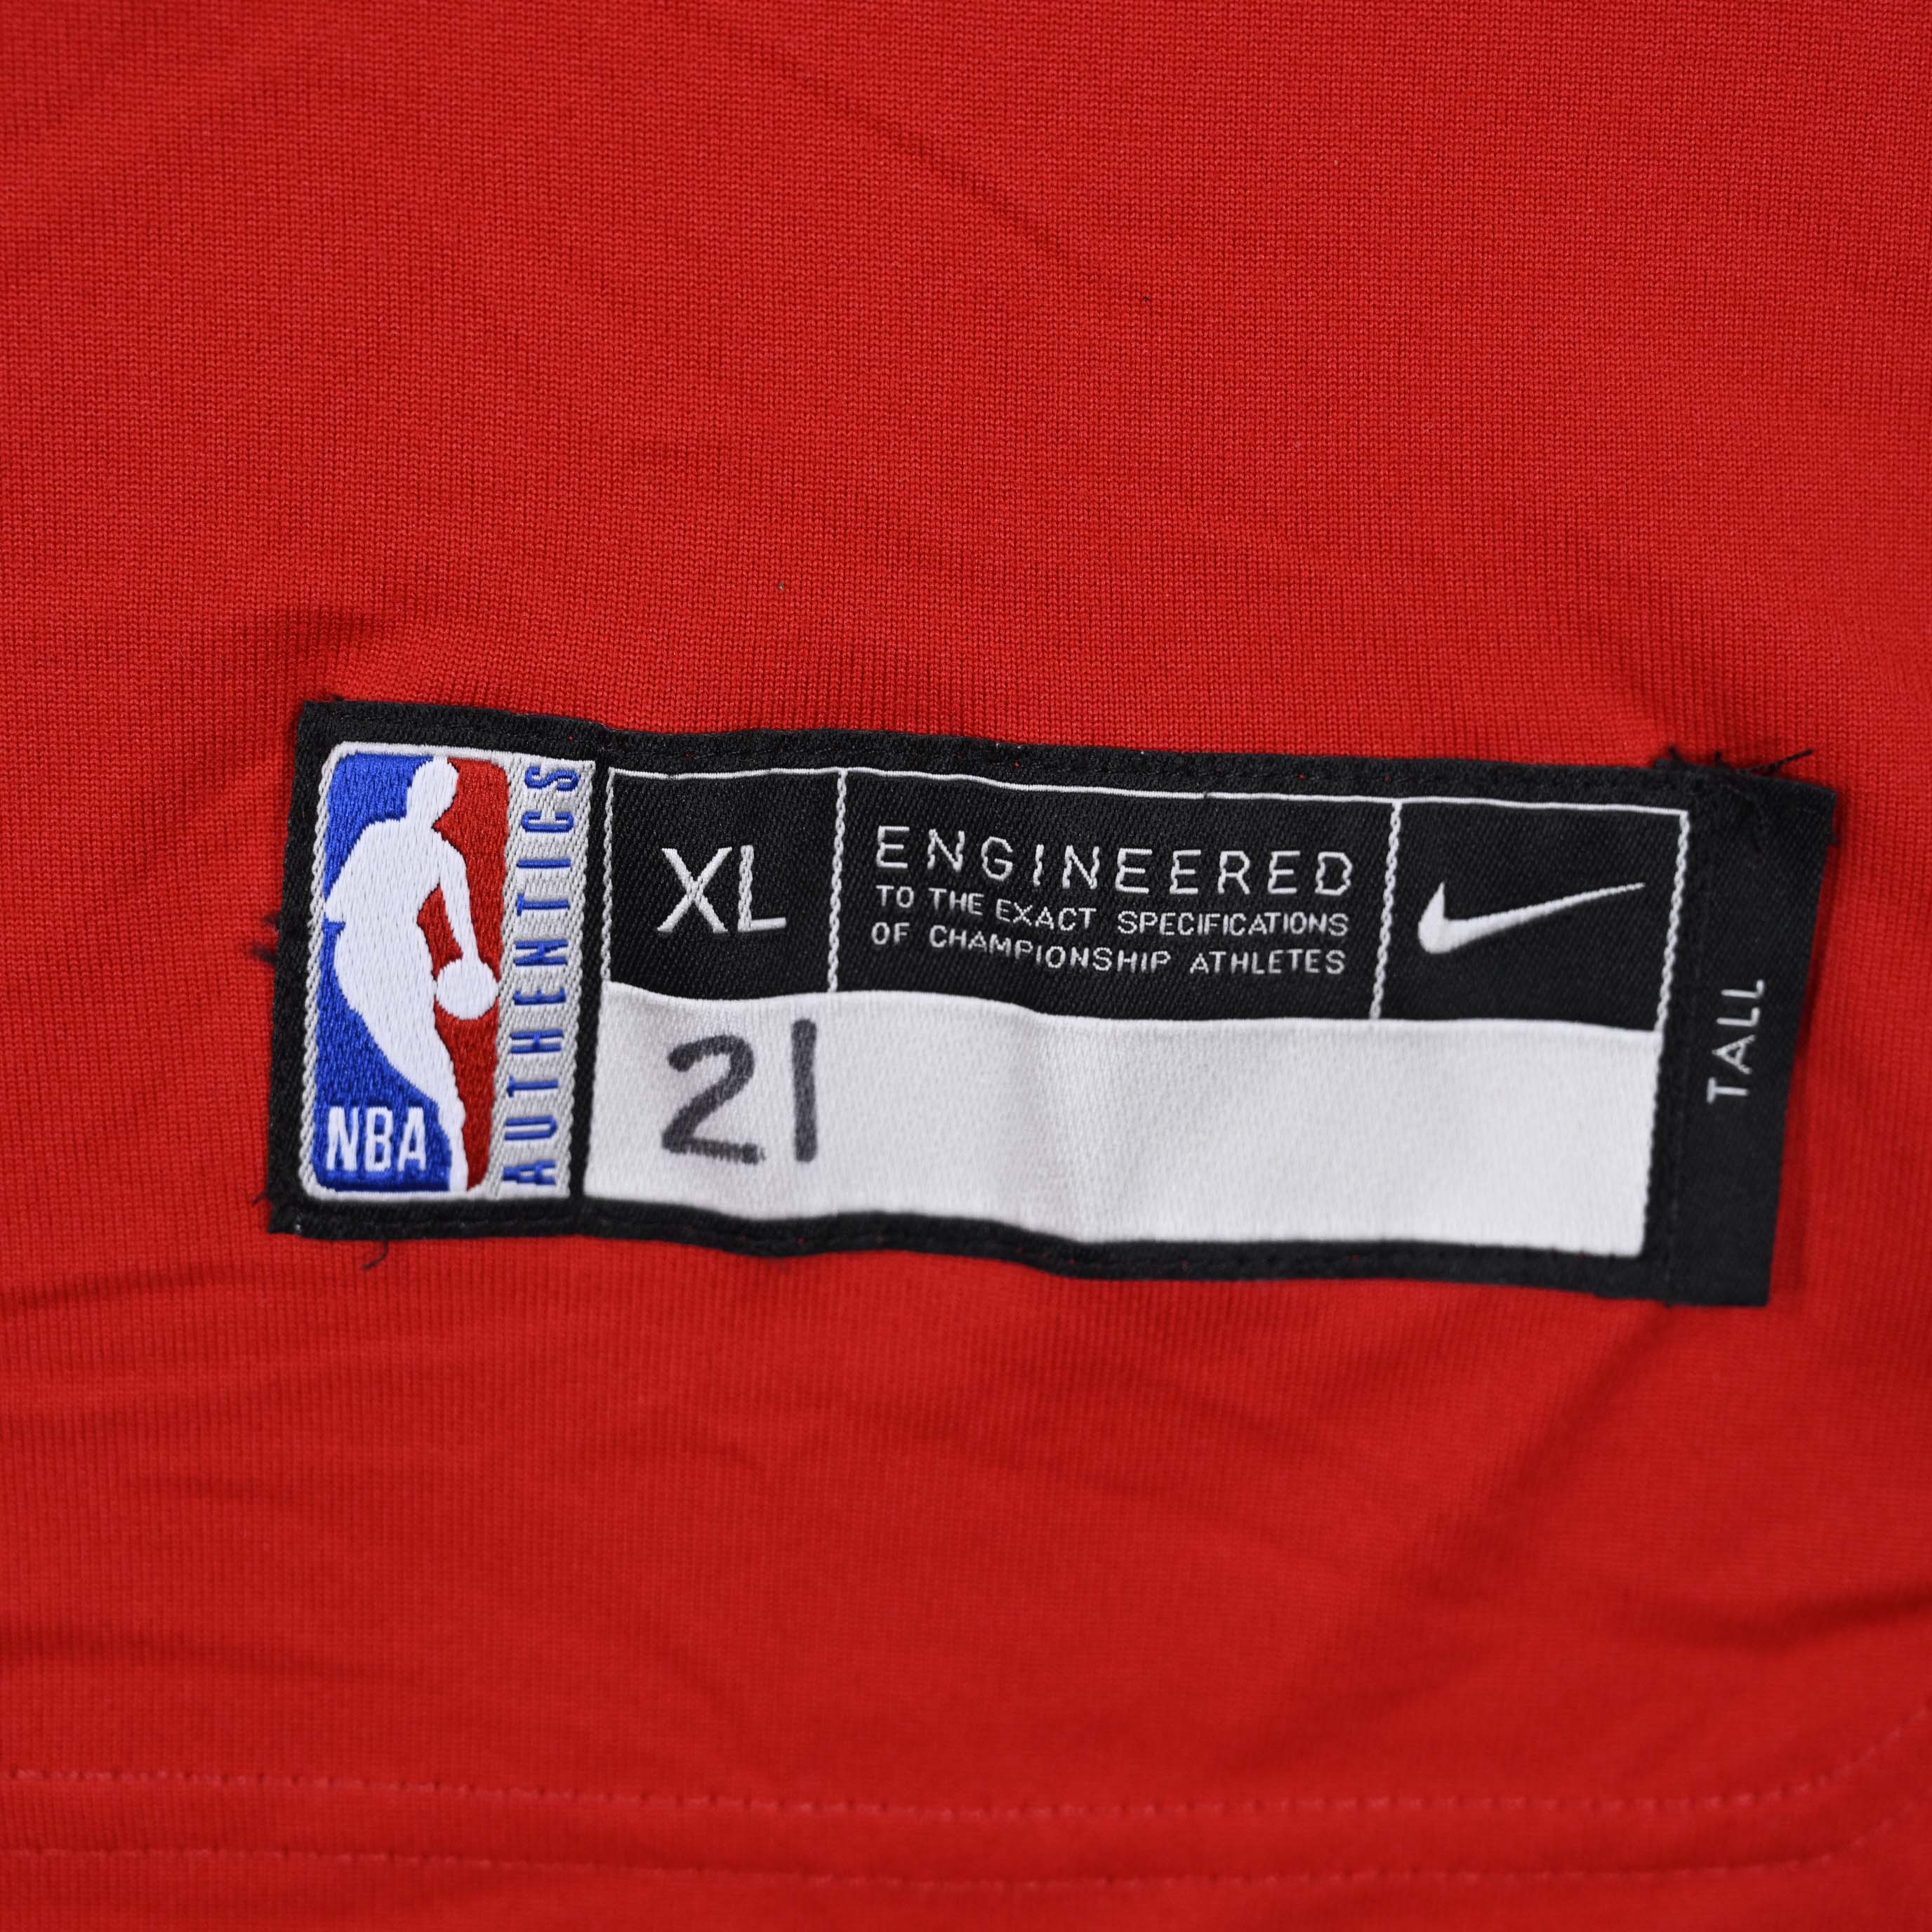 NBA
AUTHENTICS
XL
ENGINEERED
TO THE EXACT SPECIFICATIONS
OF CHAMPIONSHIP ATHLETES
21
TALL